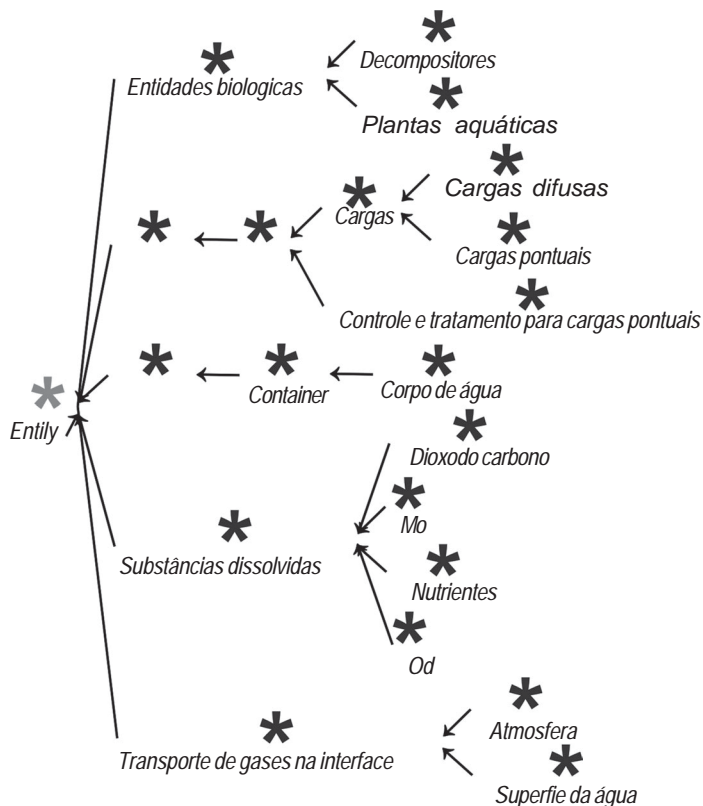 Decompositores
Entidades biologicas
Plantas aquáticas
Cargas difusas
Cargas
Cargas pontuais
Controle e tratamento para cargas pontuais
Container
Corpo de água
Entily
Dioxodo carbono
Mo
Substâncias dissolvidas
Nutrientes
Od
Atmosfera
Transporte de gases na interface
Superfie da água